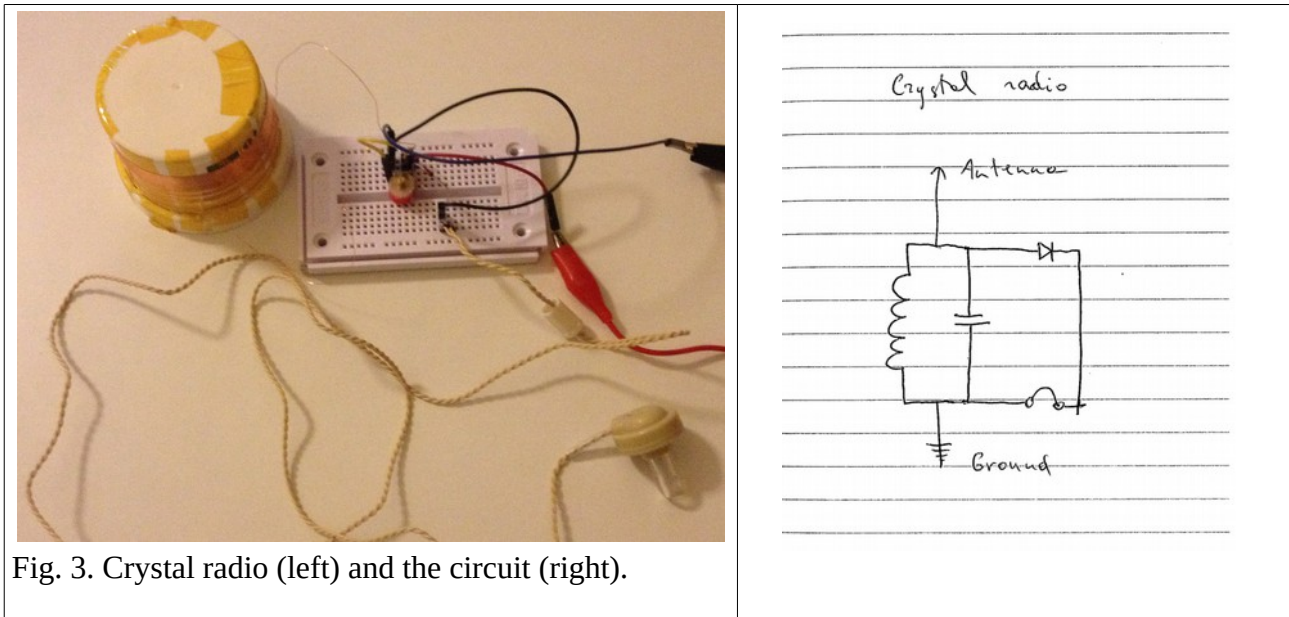 Crystal radio
Antenna
Ground
Fig. 3. Crystal radio (left) and the circuit (right).